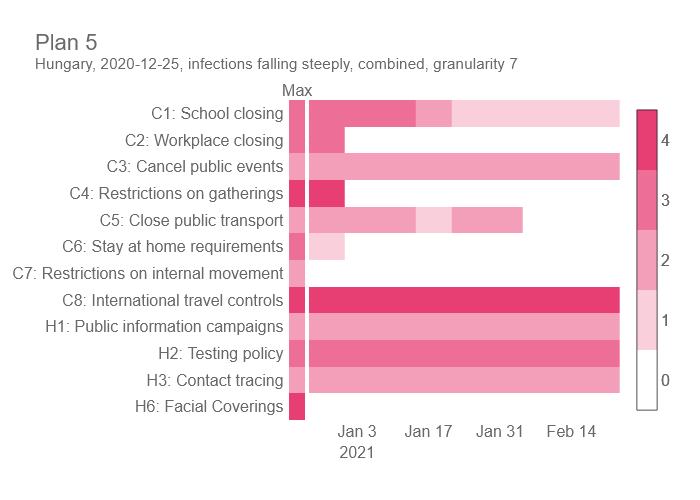 Plan 5
Hungary, 2020-12-25, infections falling steeply, combined, granularity 7
Max
C1: School closing
C2: Workplace closing
C3: Cancel public events
C4: Restrictions on gatherings
C5: Close public transport
C6: Stay at home requirements
C7: Restrictions on internal movement
C8: International travel controls
H1: Public information campaigns
H2: Testing policy
H3: Contact tracing
H6: Facial Coverings
Jan 3 Jan 17 Jan 31 Feb 14
2021
4
3
2
1
0